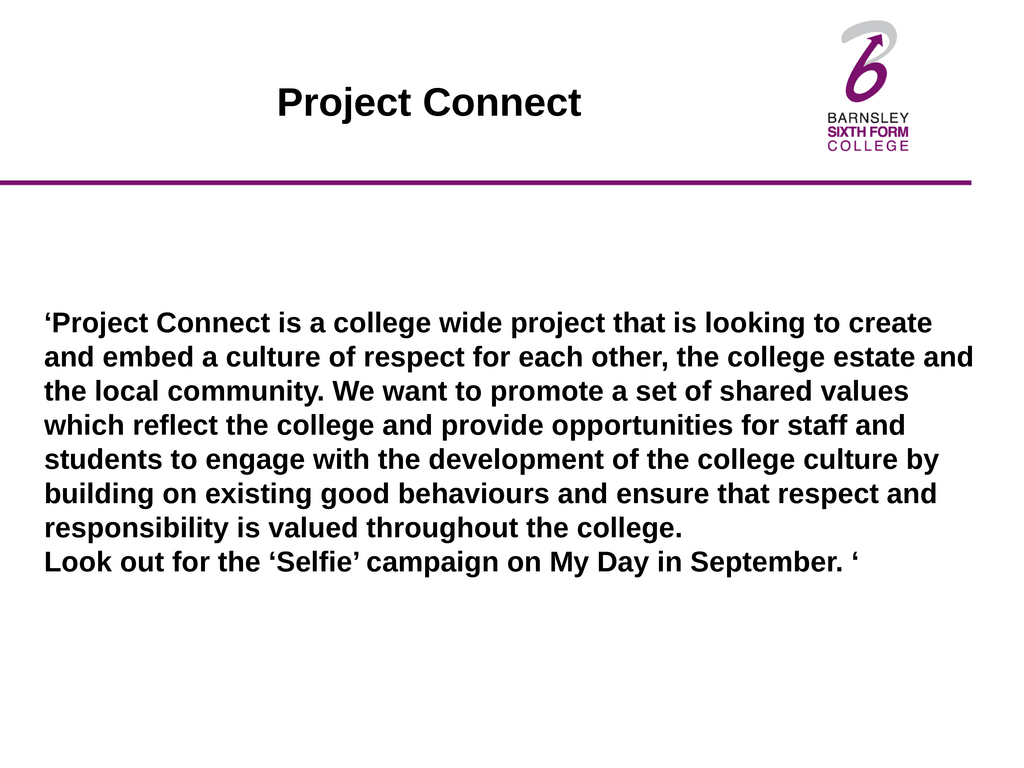 Project Connect
BARNSLEY
SIXTH FORM
COLLEGE
‘Project Connect is a college wide project that is looking to create
and embed a culture of respect for each other, the college estate and
the local community. We want to promote a set of shared values
which reflect the college and provide opportunities for staff and
students to engage with the development of the college culture by
building on existing good behaviours and ensure that respect and
responsibility is valued throughout the college.
Look out for the ‘Selfie’ campaign on My Day in September. ‘